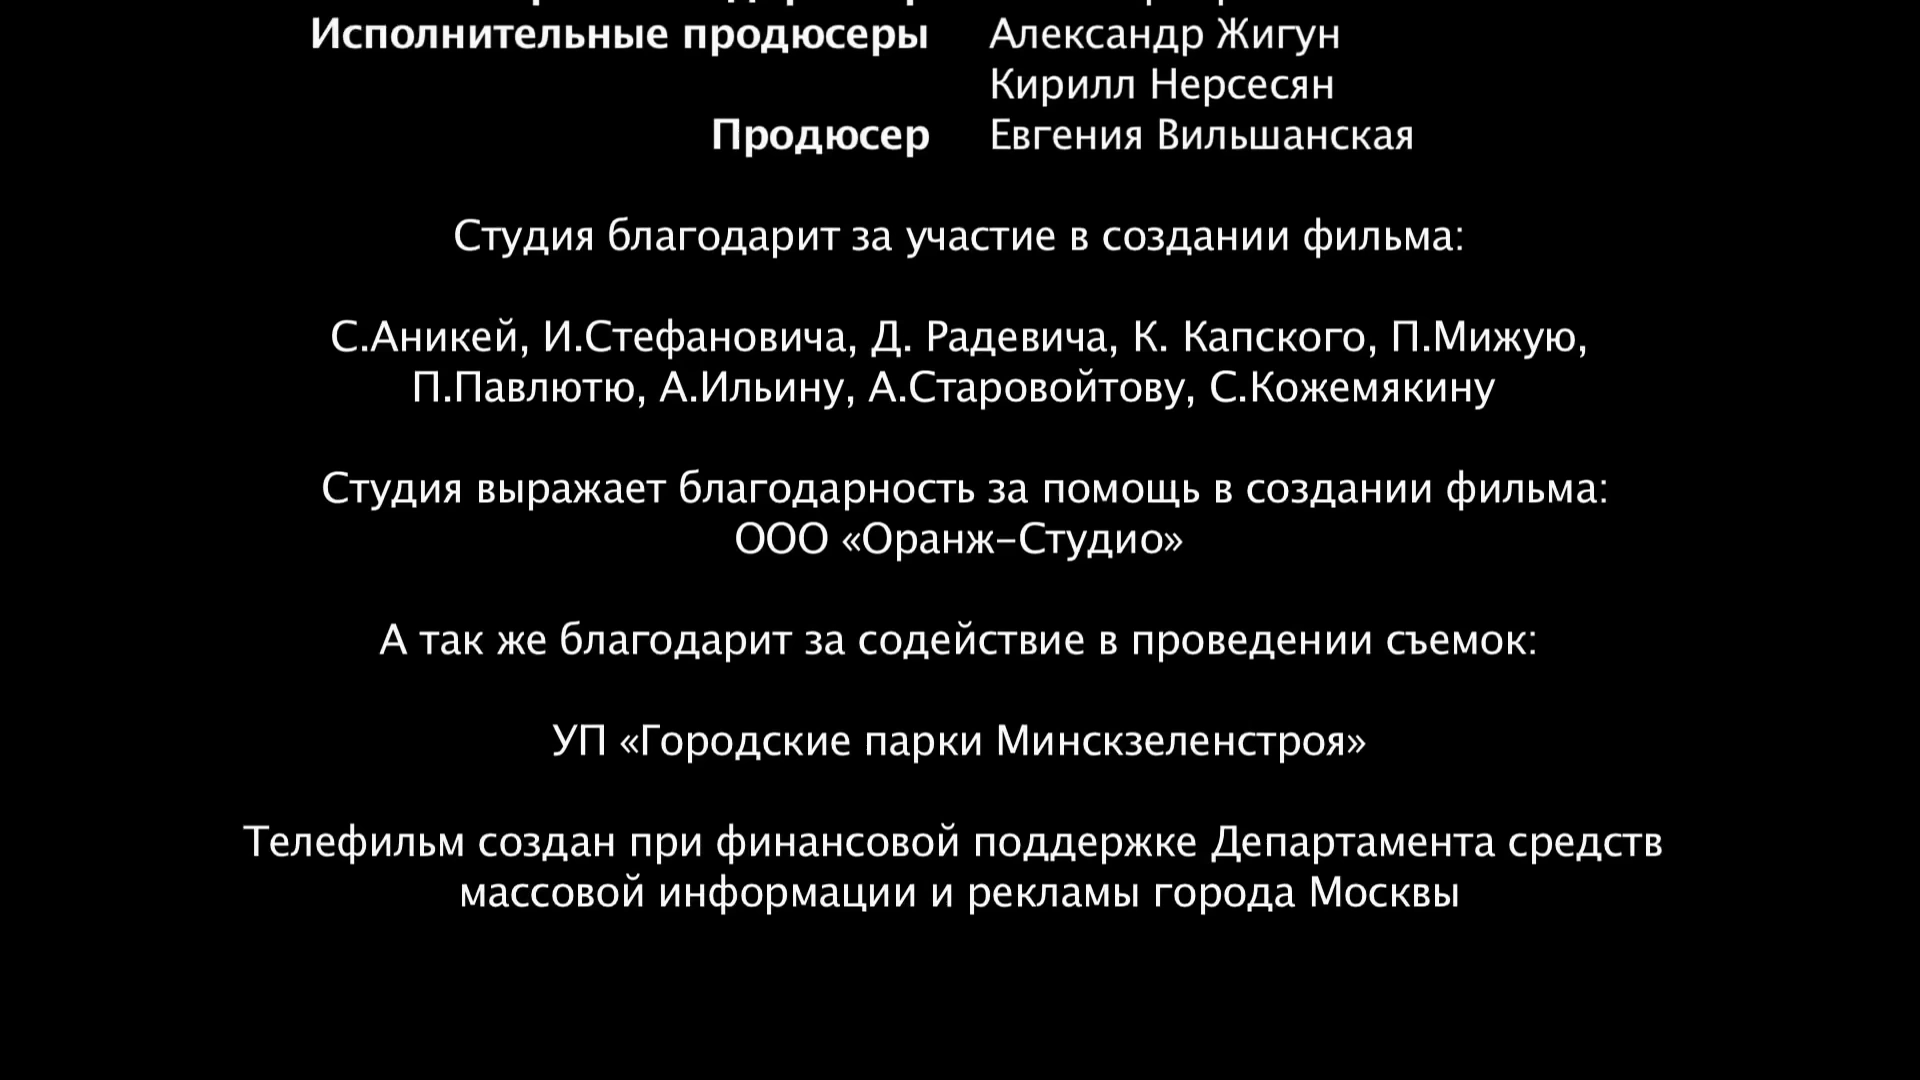 Исполнительные продюсеры Александр Жигун
Кирилл Нерсесян
Продюсер Евгения Вильшанская
Студия благодарит за участие в создании фильма:
С.Аникей, И.Стефановича, Д. Радевича, К. Капского, П.Мижую,
П.Павлютю, А.Ильину, А.Старовойтову, С.Кожемякину
Студия выражает благодарность за помощь в создании фильма:
ООО «Оранж-Студио»
А так же благодарит за содействие в проведении съемок:
УП «Городские парки Минскзеленстроя»
Телефильм создан при финансовой поддержке Департамента средств
массовой информации и рекламы города Москвы